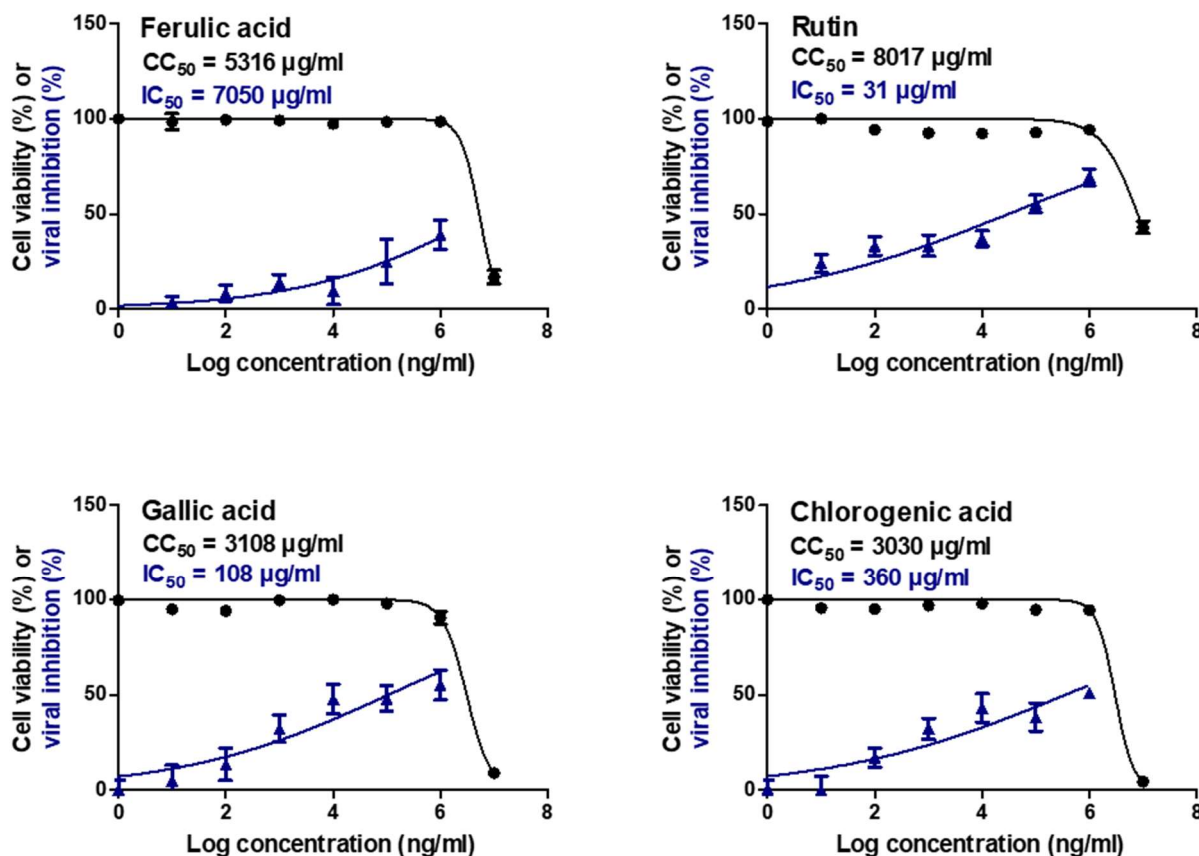 Ferulic acid
CC50 = 5316 µg/ml
IC50 = 7050 µg/ml
Cell viability (%) or
viral inhibition (%)
150
100
50
0
0 2 4 6 8
Log concentration (ng/ml)
Rutin
CC50 = 8017 µg/ml
IC50 = 31 µg/ml
Cell viability (%) or
viral inhibition (%)
150
100
50
0
0 2 4 6 8
Log concentration (ng/ml)
Gallic acid
CC50 = 3108 µg/ml
IC50 = 108 µg/ml
Cell viability (%) or
viral inhibition (%)
150
100
50
0
0 2 4 6 8
Log concentration (ng/ml)
Chlorogenic acid
CC50 = 3030 µg/ml
IC50 = 360 µg/ml
Cell viability (%) or
viral inhibition (%)
150
100
50
0
0 2 4 6 8
Log concentration (ng/ml)